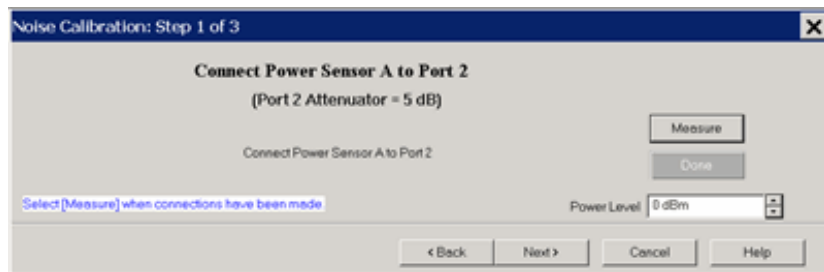 Noise Calibration: Step 1 of 3
Connect Power Sensor A to Port 2
(Port 2 Attenuator = 5 dB)
Measure
Connect Power Sensor A to Port 2
Done
Select [Measure] when connections have been made.
Power Level 0 dBm
< Back Next > Cancel Help